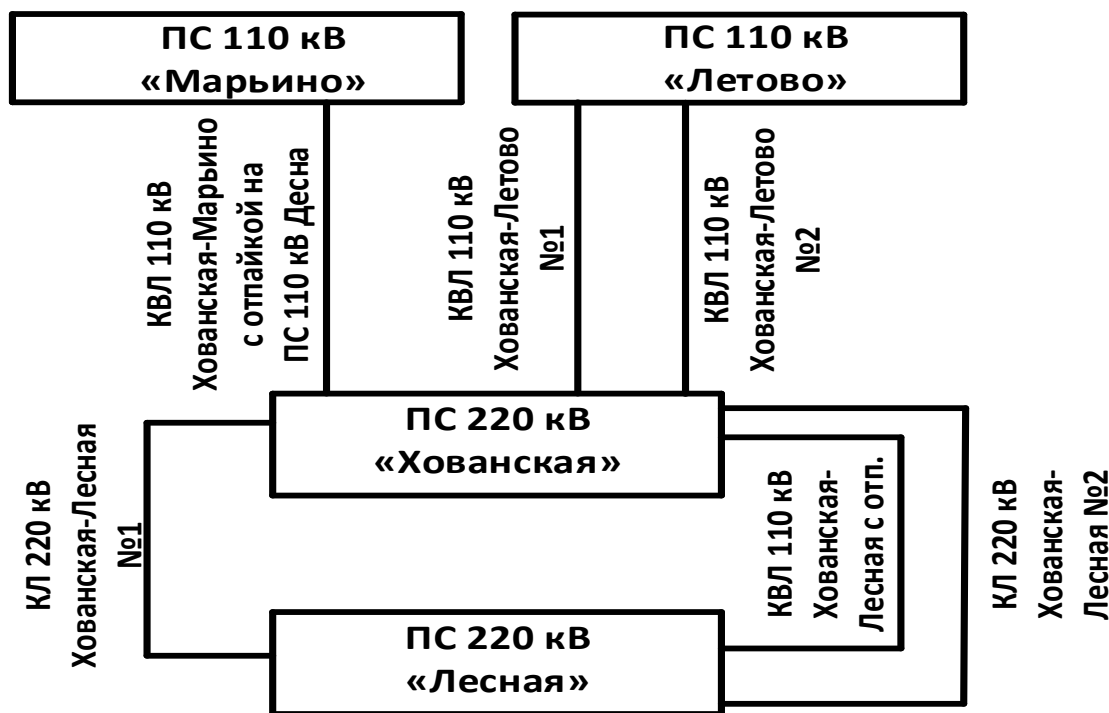 ПС 110 кВ
«Марьино»
ПС 110 кВ
«Летово»
КВЛ 110 кВ
Хованская-Марьино
с отпайкой на
ПС 110 кВ Десна
КВЛ 110 кВ
Хованская-Летово
№1
КВЛ 110 кВ
Хованская-Летово
№2
ПС 220 кВ
«Хованская»
КЛ 220 кВ
Хованская-Лесная
№1
КВЛ 110 кВ
Хованская-
Лесная с отп.
КЛ 220 кВ
Хованская-
Лесная №2
ПС 220 кВ
«Лесная»